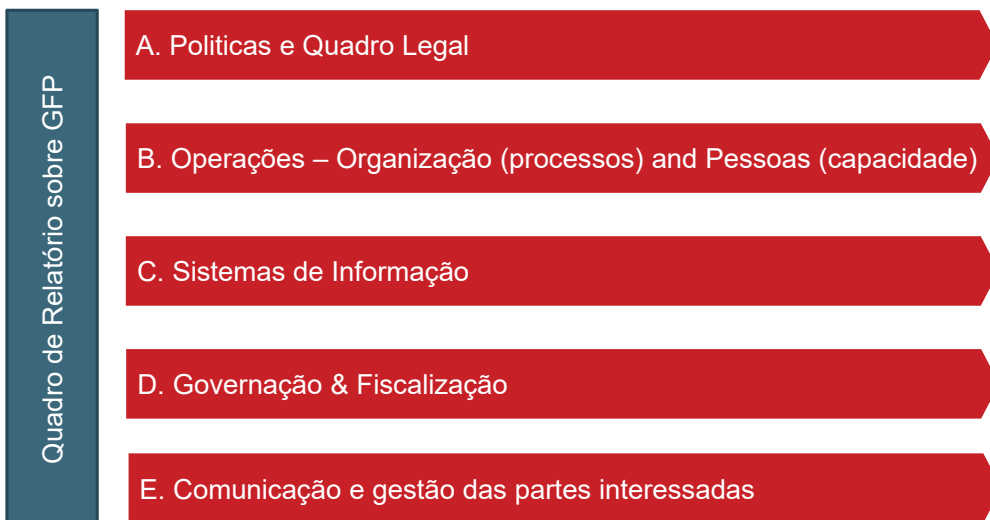 Quadro de Relatório sobre GFP
A. Politicas e Quadro Legal
B. Operações – Organização (processos) and Pessoas (capacidade)
C. Sistemas de Informação
D. Governação & Fiscalização
E. Comunicação e gestão das partes interessadas